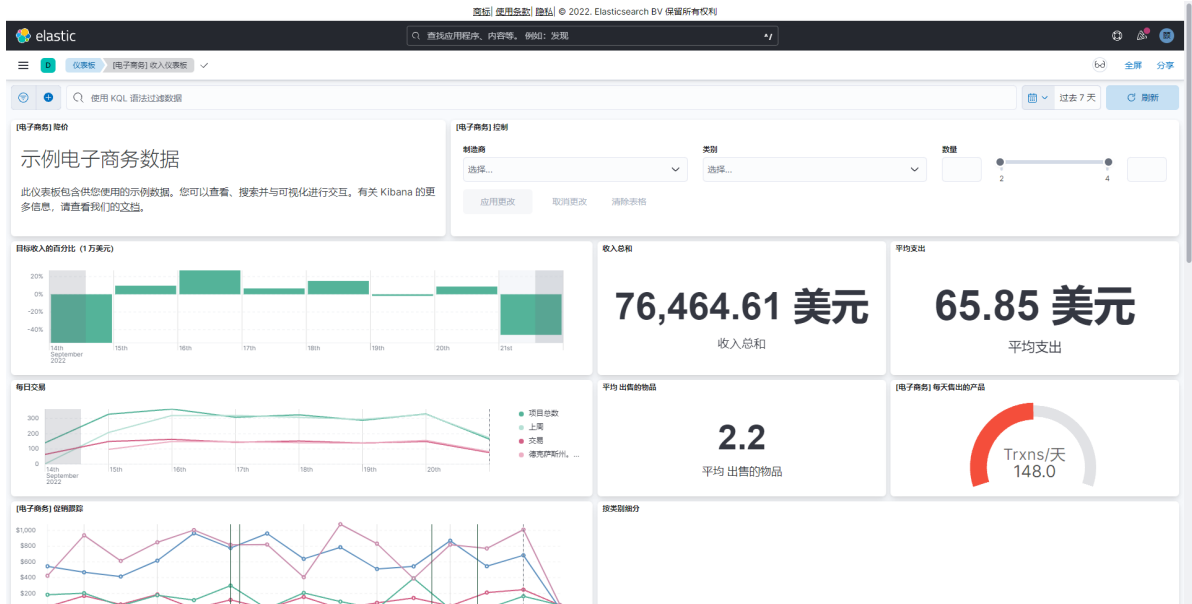 商标| 使用条款| 隐私| © 2022. Elasticsearch BV 保留所有权利
elastic
查找应用程序、内容等。 例如：发现
^/
D
仪表板
[电子商务] 收入仪表板
全屏
分享
使用 KQL 语法过滤数据
过去 7 天
刷新
[电子商务] 降价
示例电子商务数据
此仪表板包含供您使用的示例数据。您可以查看、搜索并与可视化进行交互。有关 Kibana 的更
多信息，请查看我们的文档。
[电子商务] 控制
制造商
类别
数量
选择...
选择...
2
4
应用更改
取消更改
清除表格
目标收入的百分比（1 万美元）
20%
0%
-20%
-40%
14th
September
2022
15th
16th
17th
18th
19th
20th
21st
收入总和
76,464.61 美元
收入总和
平均支出
65.85 美元
平均支出
每日交易
300
200
100
0
14th
September
2022
15th
16th
17th
18th
19th
20th
项目总数
上周
交易
德克萨斯州。...
平均 出售的物品
2.2
平均 出售的物品
[电子商务] 每天售出的产品
Trxns/天
148.0
[电子商务] 促销跟踪
$1,000
$800
$600
$400
$200
按类别细分